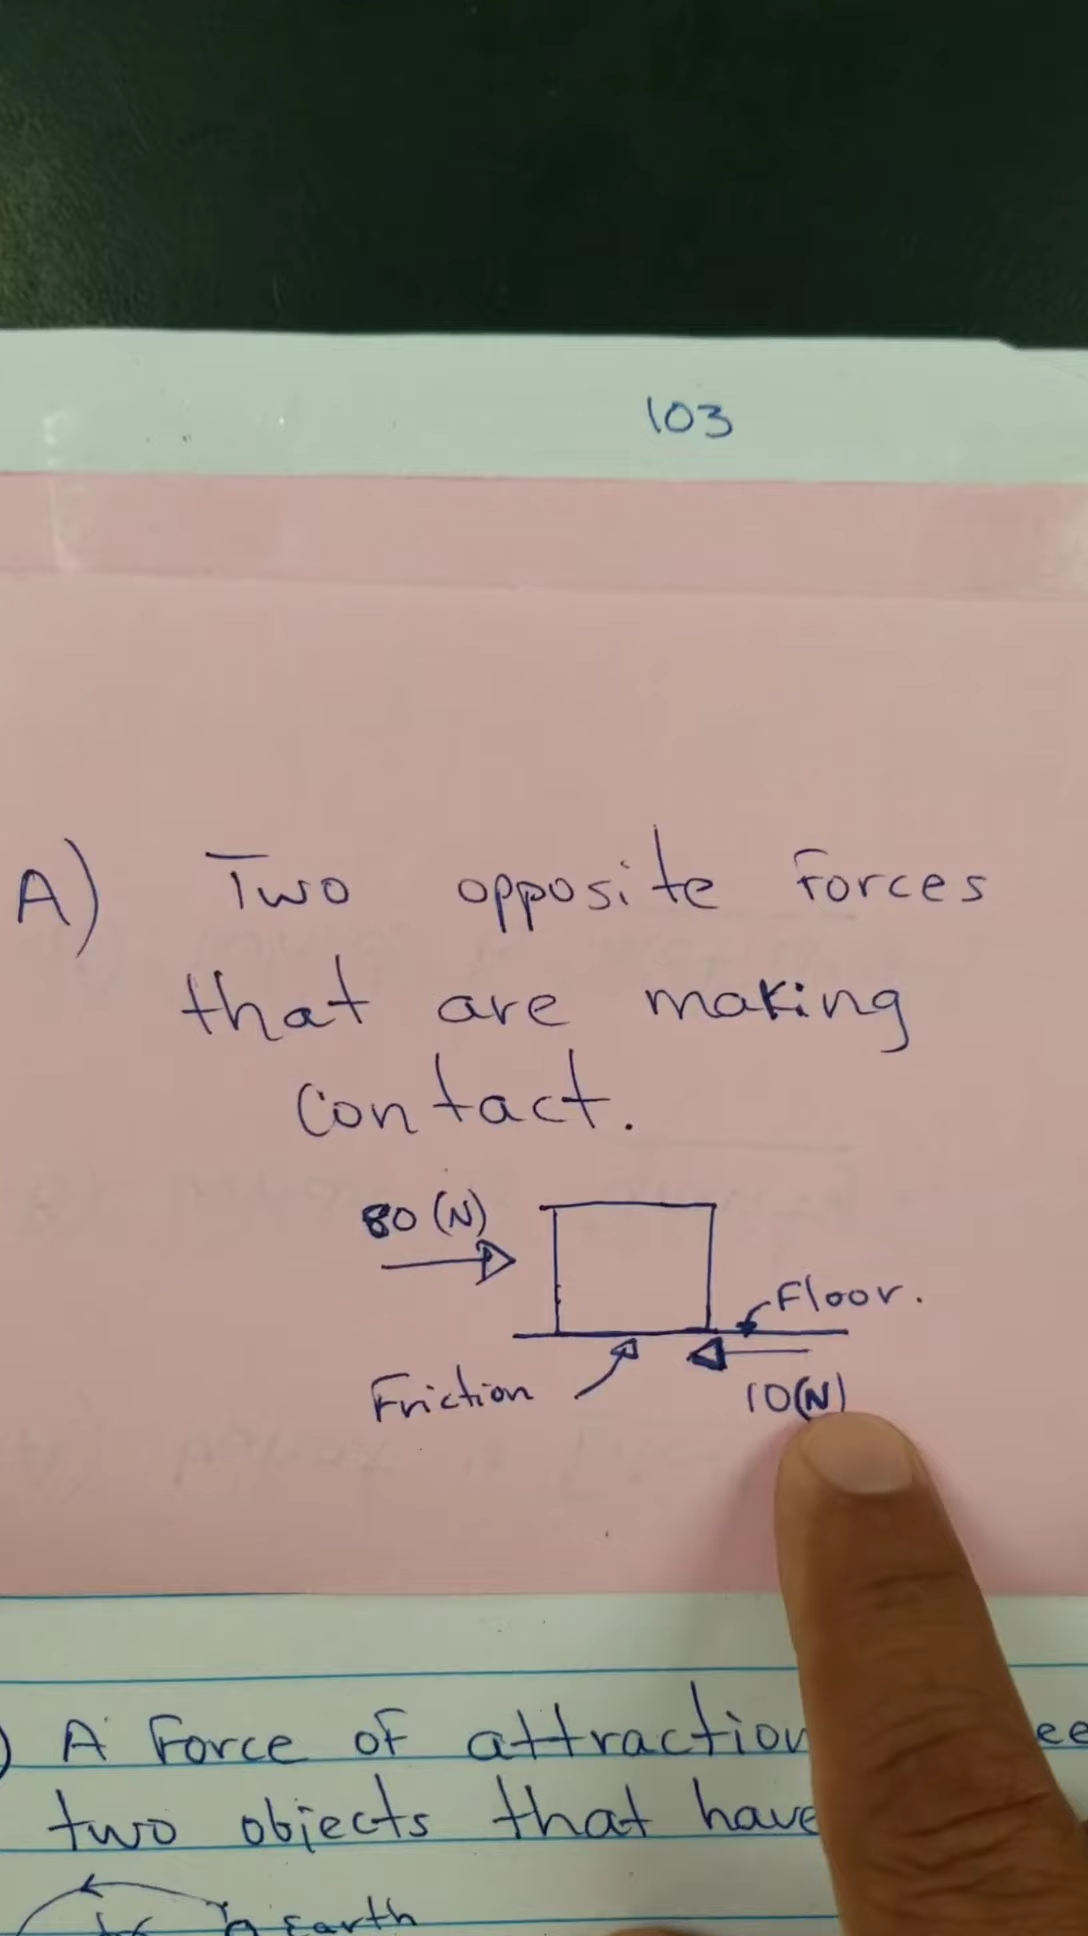 103
A) Two opposite Forces
that are making
contact.
80 (N)
Floor.
Friction
10(N)
A Force of attraction
two objects that have
Earth